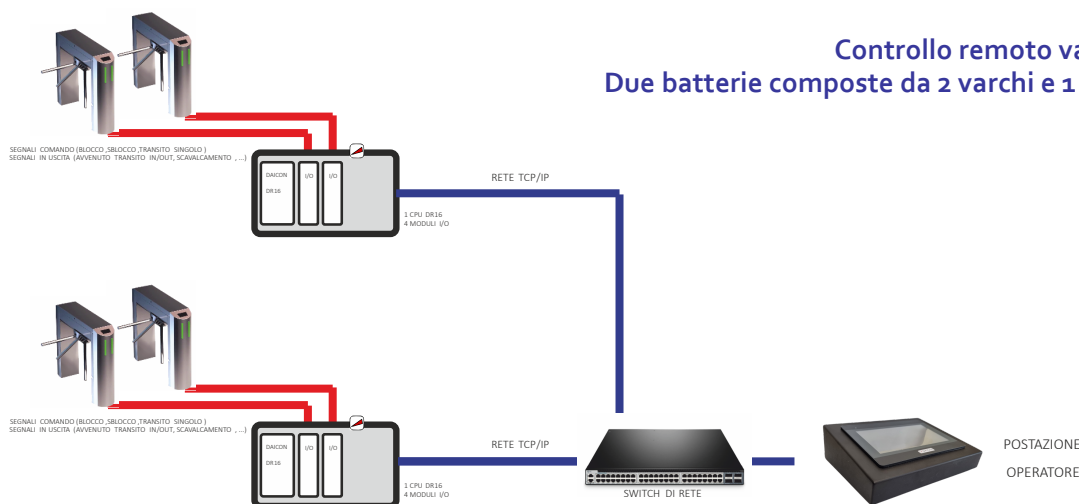 Controllo remoto va
Due batterie composte da 2 varchi e 1
SEGNALI COMANDO (BLOCCO ,SBLOCCO ,TRANSITO SINGOLO )
SEGNALI IN USCITA (AVVENUTO TRANSITO IN/OUT, SCAVALCAMENTO , ...)
DAICON
DR16
I/O
I/O
RETE TCP/IP
1 CPU DR16
4 MODULI I/O
SEGNALI COMANDO (BLOCCO ,SBLOCCO ,TRANSITO SINGOLO )
SEGNALI IN USCITA (AVVENUTO TRANSITO IN/OUT, SCAVALCAMENTO , ...)
DAICON
DR16
I/O
I/O
RETE TCP/IP
1 CPU DR16
4 MODULI I/O
SWITCH DI RETE
POSTAZIONE
OPERATORE